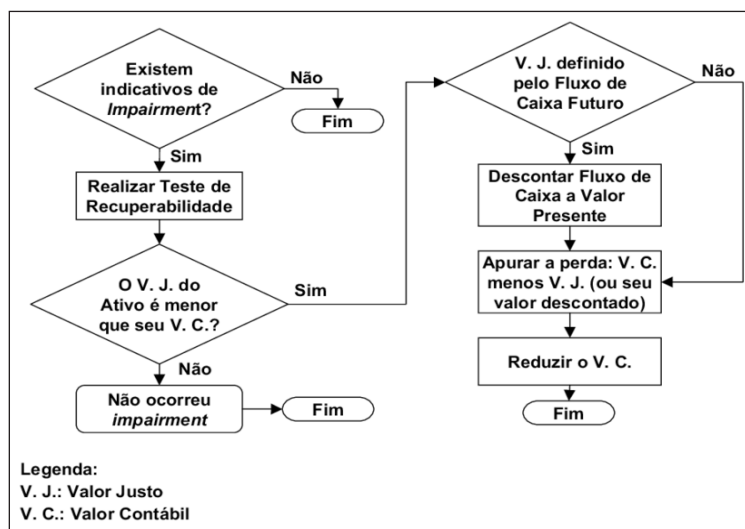 Existem
indicativos de
Impairment?
Não
Fim
Sim
Realizar Teste de
Recuperabilidade
O V. J. do
Ativo é menor
que seu V. C.?
Sim
Não
Não ocorreu
impairment
Fim
V. J. definido
pelo Fluxo de
Caixa Futuro
Não
Sim
Descontar Fluxo de
Caixa a Valor
Presente
Apurar a perda: V. C.
menos V. J. (ou seu
valor descontado)
Reduzir o V. C.
Fim
Legenda:
V. J.: Valor Justo
V. C.: Valor Contábil